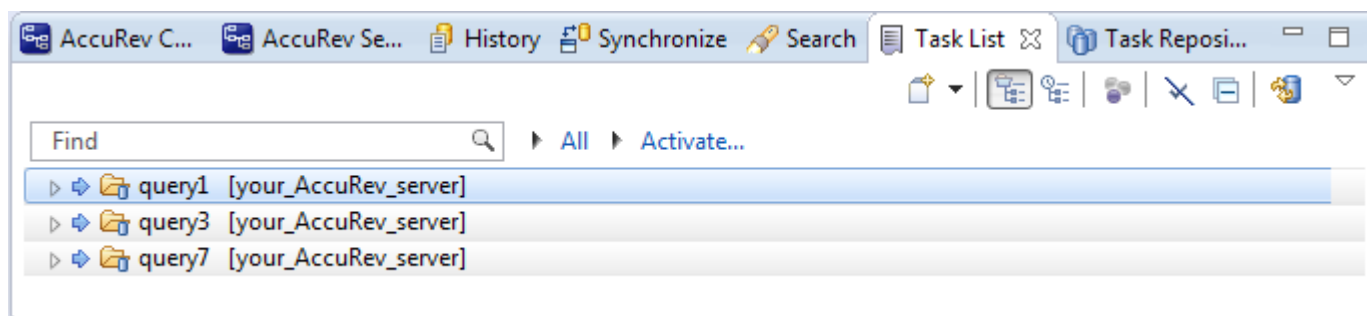 AccuRev C... AccuRev Se... History Synchronize Search Task List Task Reposi...
Find All Activate...
query1 [your_AccuRev_server]
query3 [your_AccuRev_server]
query7 [your_AccuRev_server]